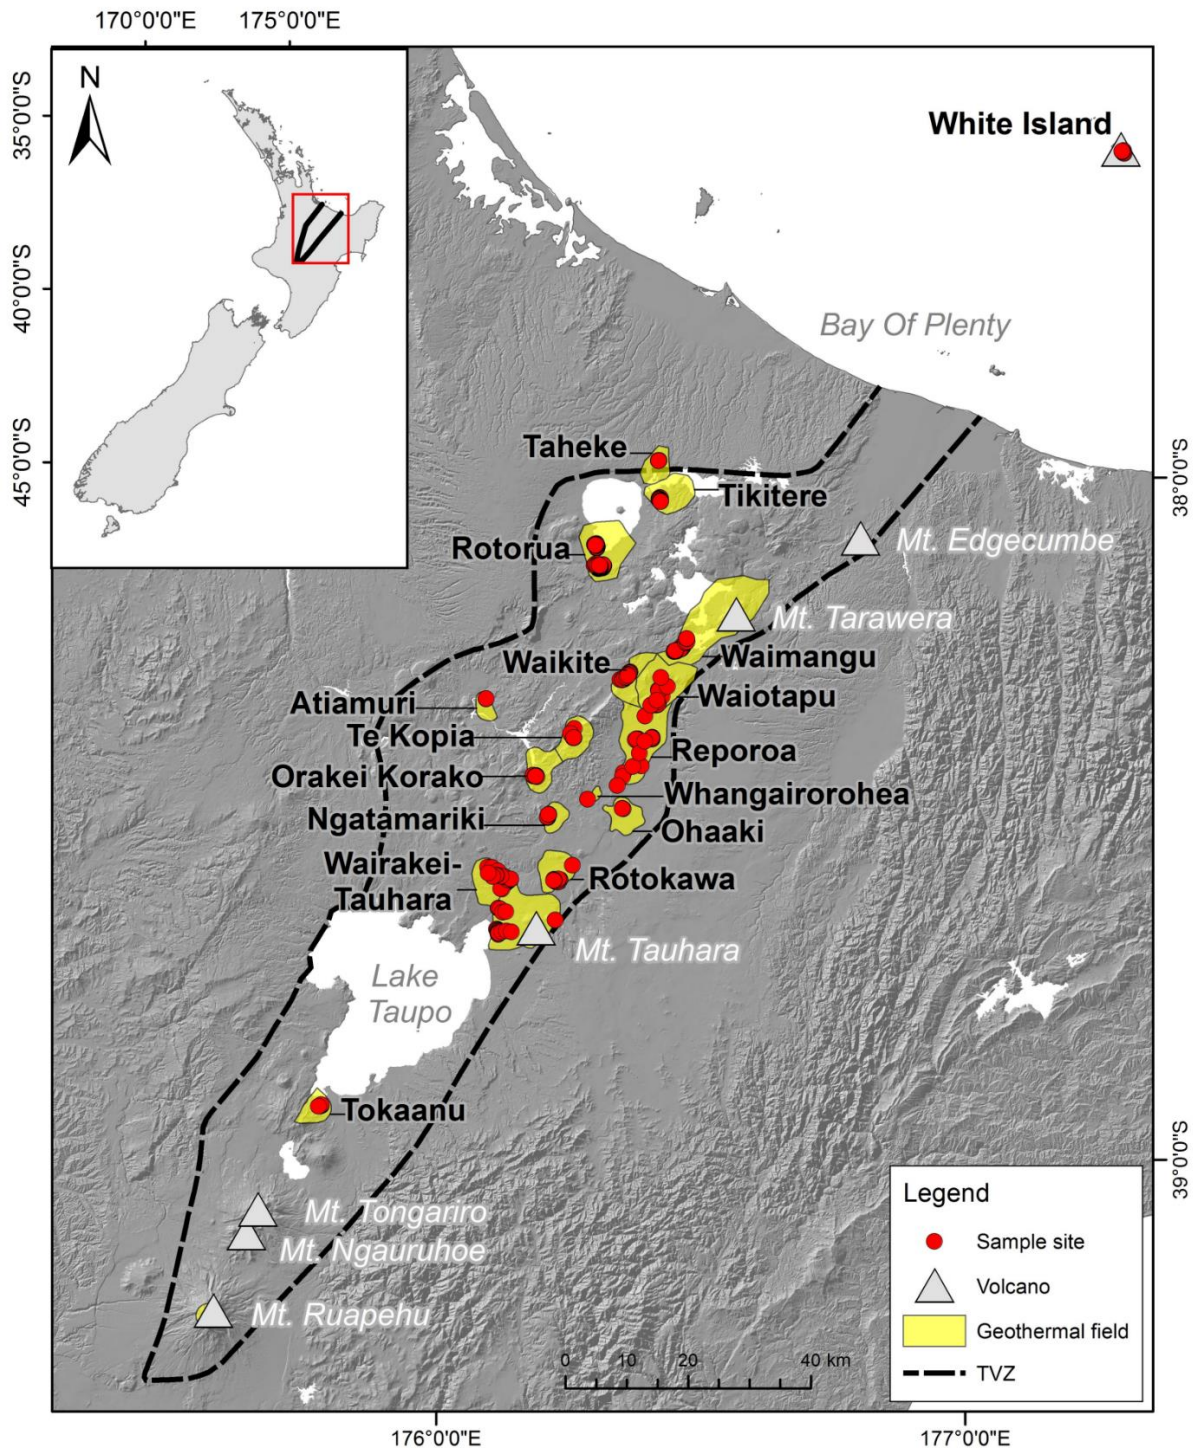 170°0'0"E 175°0'0"E
35°0'0"S
40°0'0"S
45°0'0"S
N
White Island
Bay Of Plenty
Taheke
Tikitere
38°0'0"S
Rotorua
Mt. Edgecumbe
Mt. Tarawera
Waikite
Waimangu
Atiamuri
Waiotapu
Te Kopia
Reporoa
Orakei Korako
Whangairorohea
Ngatamariki
Ohaaki
Wairakei-
Tauhara
Rotokawa
Mt. Tauhara
Lake
Taupo
Tokaanu
39°0'0"S
Mt. Tongariro
Mt. Ngauruhoe
Mt. Ruapehu
Legend
Sample site
Volcano
Geothermal field
TVZ
0 10 20 40 km
176°0'0"E 177°0'0"E